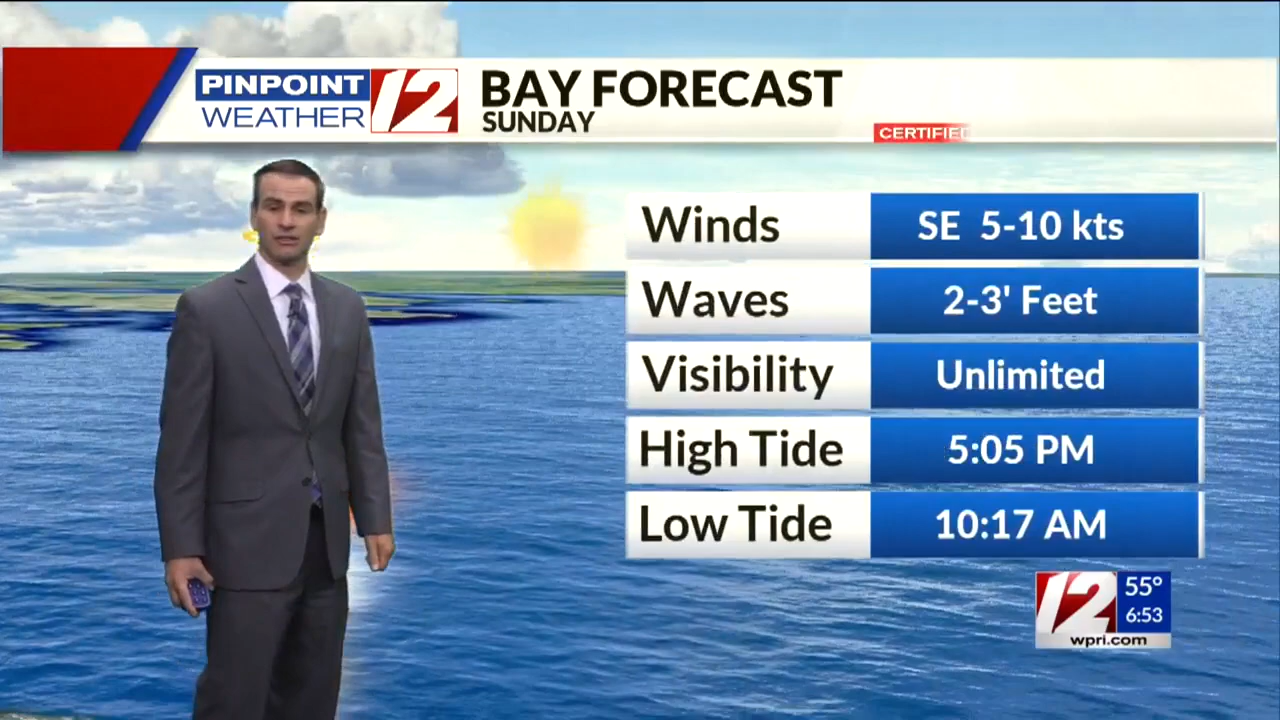 PINPOINT
WEATHER
12
BAY FORECAST
SUNDAY
CERTIFIED
Winds SE 5-10 kts
Waves 2-3' Feet
Visibility Unlimited
High Tide 5:05 PM
Low Tide 10:17 AM
12 55°
6:53
wpri.com